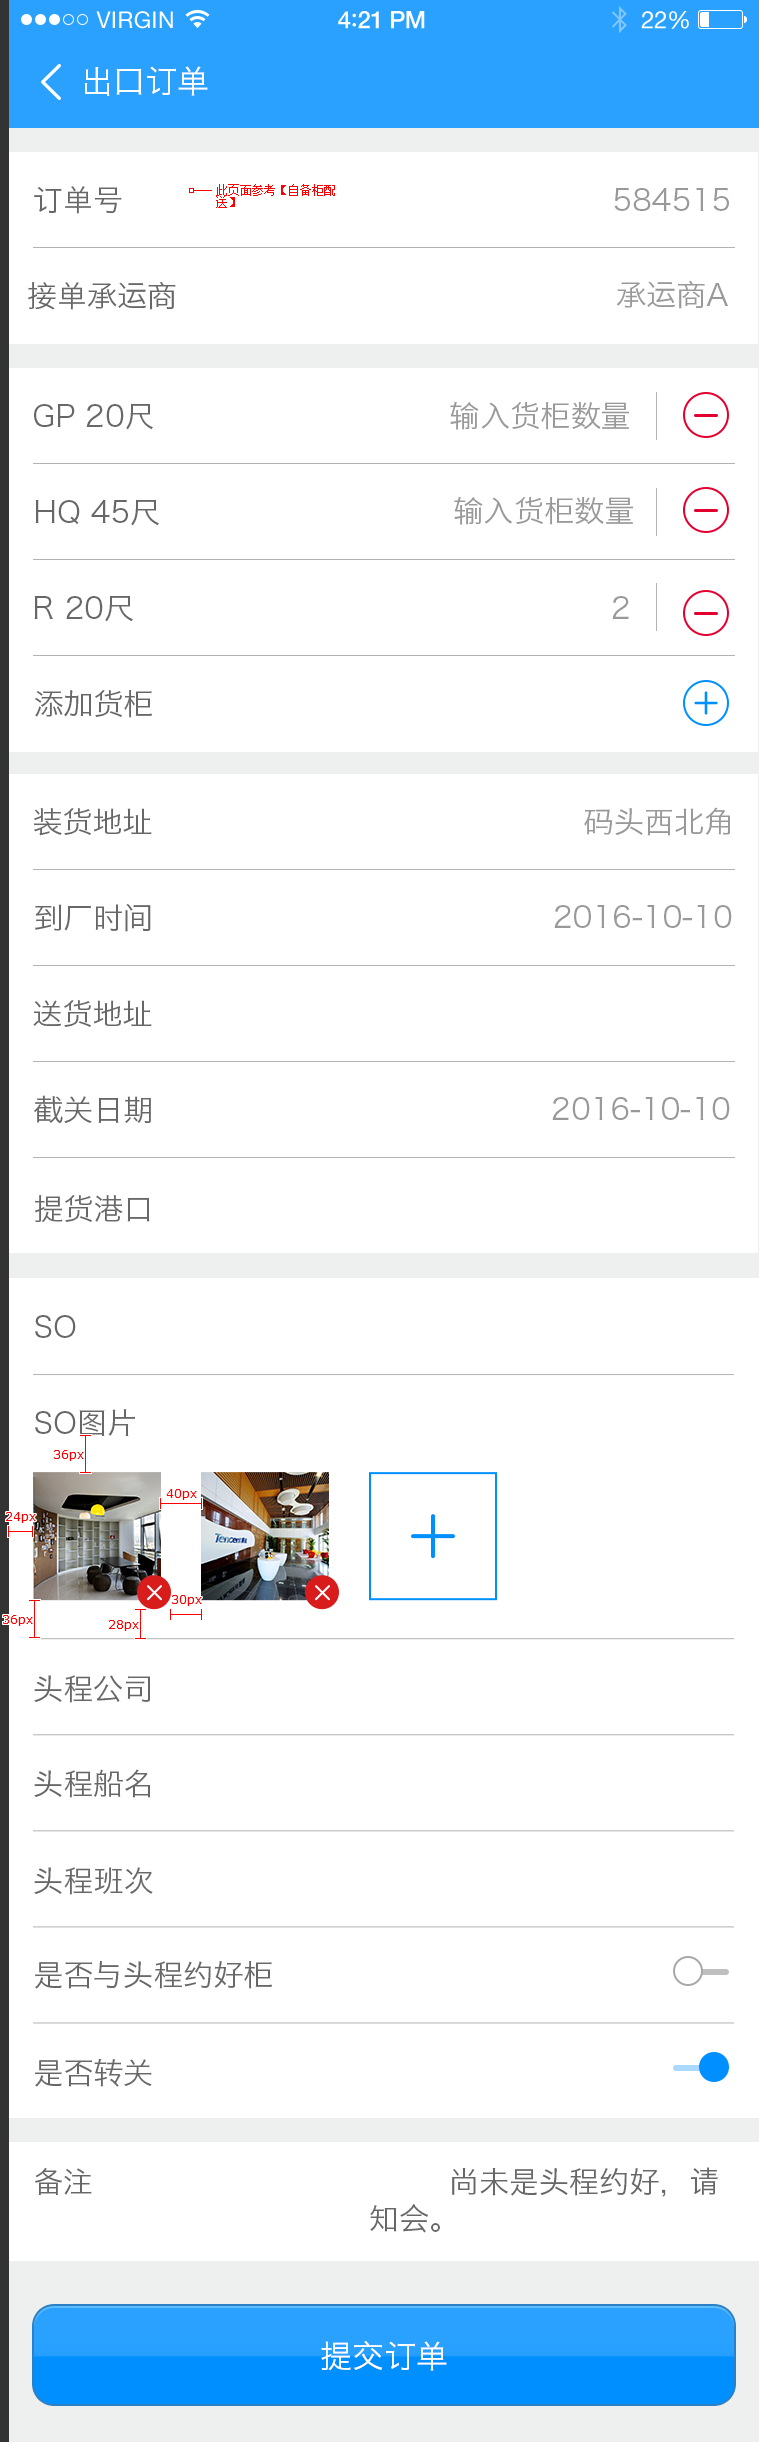 VIRGIN 4:21 PM 22%
出口订单
订单号 584515
此页面参考【自备柜配
送】
接单承运商 承运商A
GP 20尺 输入货柜数量
HQ 45尺 输入货柜数量
R 20尺 2
添加货柜
装货地址 码头西北角
到厂时间 2016-10-10
送货地址
截关日期 2016-10-10
提货港口
SO
SO图片
36px
40px
24px
Tencent
30px
36px
28px
头程公司
头程船名
头程班次
是否与头程约好柜
是否转关
备注 尚未是头程约好，请
知会。
提交订单